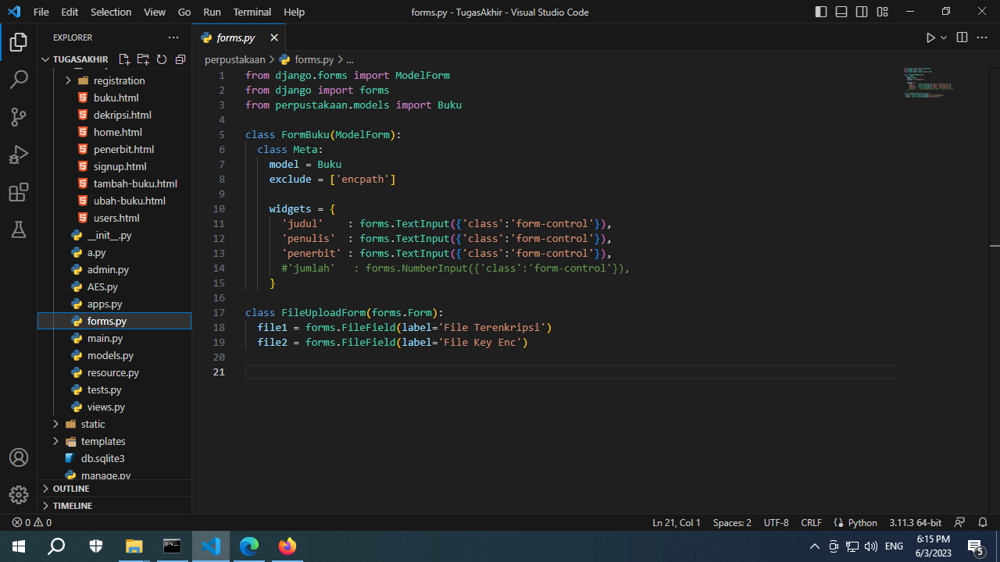 File Edit Selection View Go Run Terminal Help
forms.py - TugasAkhir - Visual Studio Code
EXPLORER
TUGASAKHIR
registration
buku.html
dekripsi.html
home.html
penerbit.html
signup.html
tambah-buku.html
ubah-buku.html
users.html
__init__.py
a.py
admin.py
AES.py
apps.py
forms.py
main.py
models.py
resource.py
tests.py
views.py
static
templates
db.sqlite3
manage.py
OUTLINE
TIMELINE
forms.py
perpustakaan > forms.py > ...
1 from django.forms import ModelForm
2 from django import forms
3 from perpustakaan.models import Buku
4
5 class FormBuku(ModelForm):
6   class Meta:
7     model = Buku
8     exclude = ['encpath']
9
10     widgets = {
11       'judul'    : forms.TextInput({'class':'form-control'}),
12       'penulis'  : forms.TextInput({'class':'form-control'}),
13       'penerbit' : forms.TextInput({'class':'form-control'}),
14       #'jumlah'   : forms.NumberInput({'class':'form-control'}),
15     }
16
17 class FileUploadForm(forms.Form):
18   file1 = forms.FileField(label='File Terenkripsi')
19   file2 = forms.FileField(label='File Key Enc')
20
21
0 0
Ln 21, Col 1 Spaces: 2 UTF-8 CRLF Python 3.11.3 64-bit
ENG
6:15 PM
6/3/2023
5